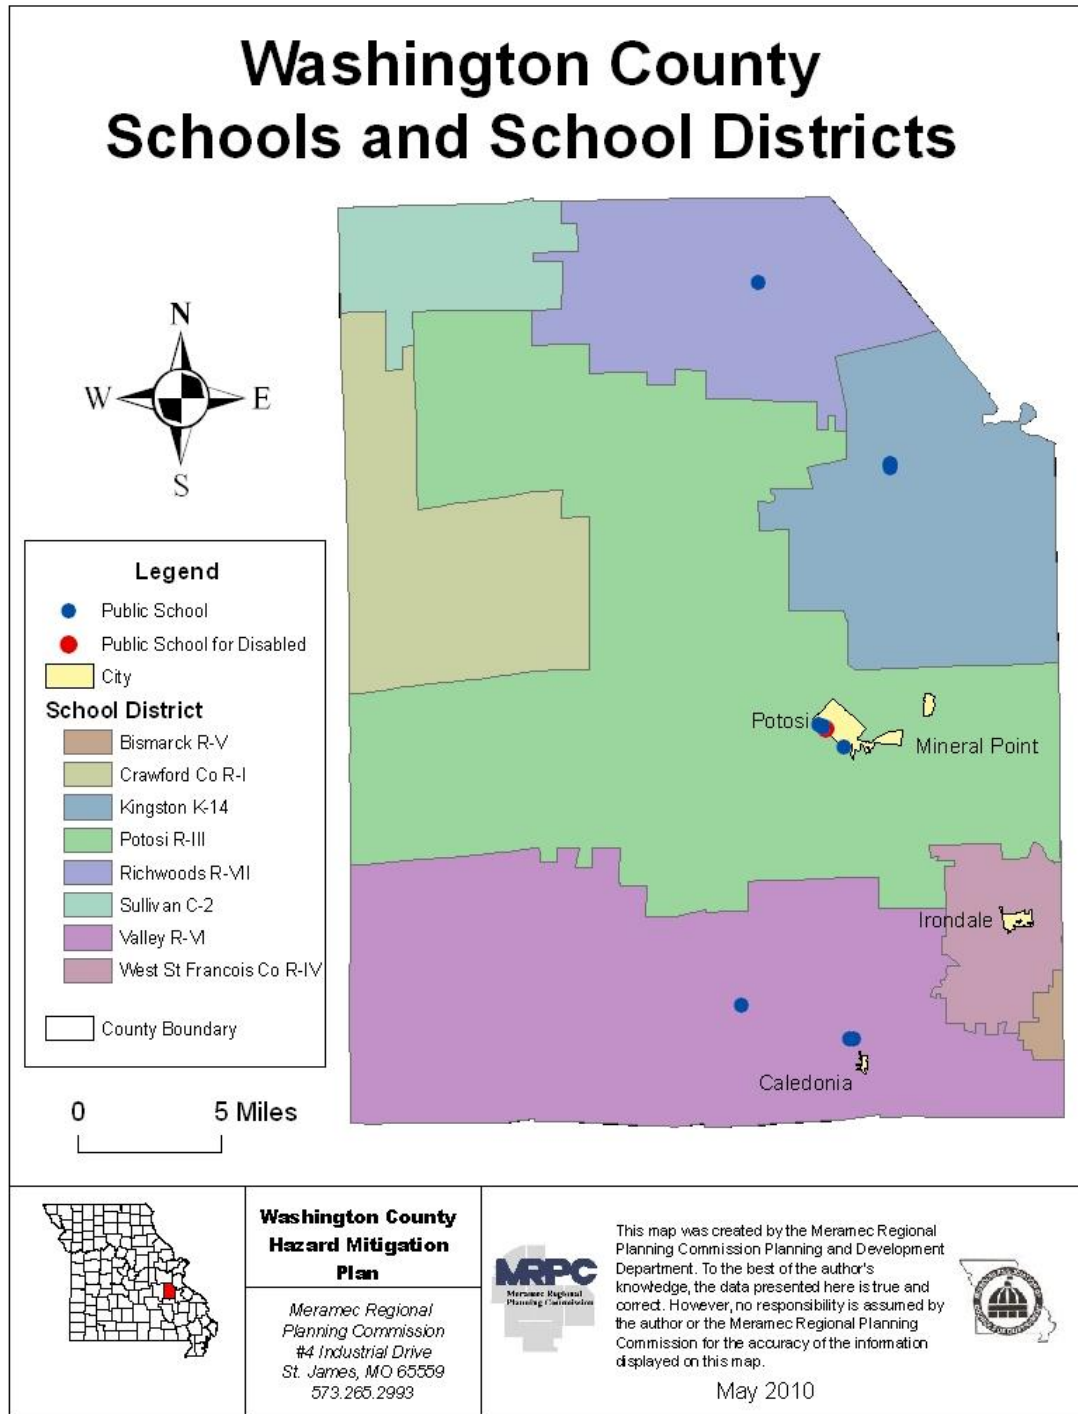 Washington County
Schools and School Districts
N
W
E
S
Legend
Public School
Public School for Disabled
City
School District
Bismarck R-V
Crawford Co R-I
Kingston K-14
Potosi R-III
Richwoods R-VII
Sullivan C-2
Valley R-VI
West St Francois Co R-IV
County Boundary
0 5 Miles
Potosi
Mineral Point
Irondale
Caledonia
Washington County
Hazard Mitigation
Plan
Meramec Regional
Planning Commission
#4 Industrial Drive
St. James, MO 65559
573.265.2993
MRPC
Meramec Regional
Planning Commission
This map was created by the Meramec Regional
Planning Commission Planning and Development
Department. To the best of the author's
knowledge, the data presented here is true and
correct. However, no responsibility is assumed by
the author or the Meramec Regional Planning
Commission for the accuracy of the information
displayed on this map.
May 2010